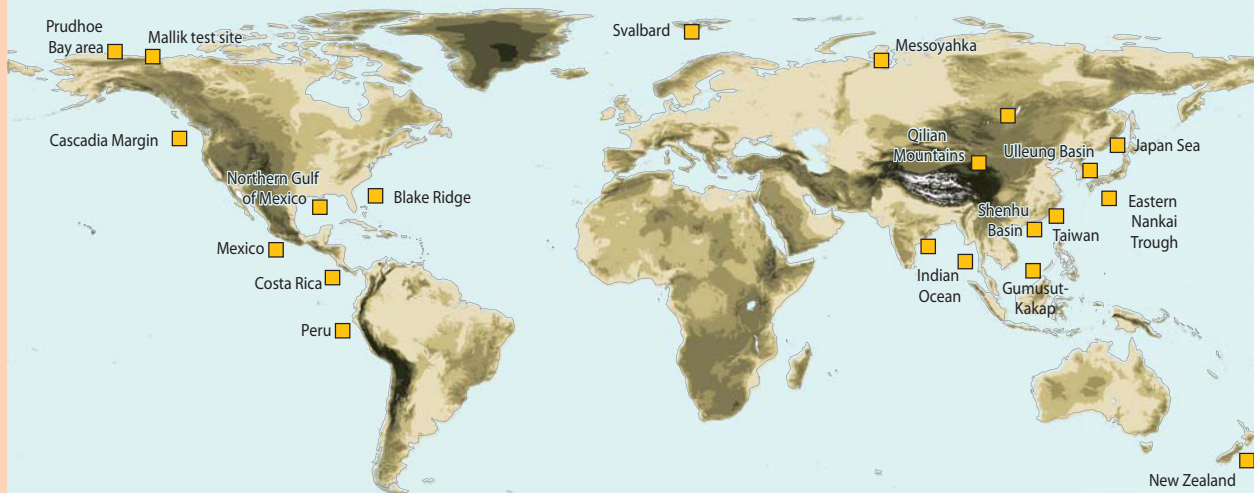 Prudhoe
Bay area
Mallik test site
Svalbard
Messoyahka
Cascadia Margin
Qilian
Mountains
Ulleung Basin
Japan Sea
Northern Gulf
of Mexico
Blake Ridge
Eastern
Nankai
Trough
Shenhu
Basin
Taiwan
Mexico
Costa Rica
Indian
Ocean
Gumusut-
Kakap
Peru
New Zealand